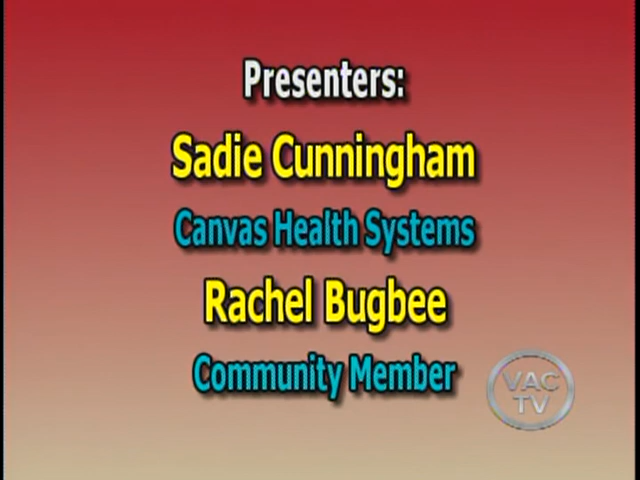 Presenters:
Sadie Cunningham
Canvas Health Systems
Rachel Bugbee
Community Member
VAC
TV